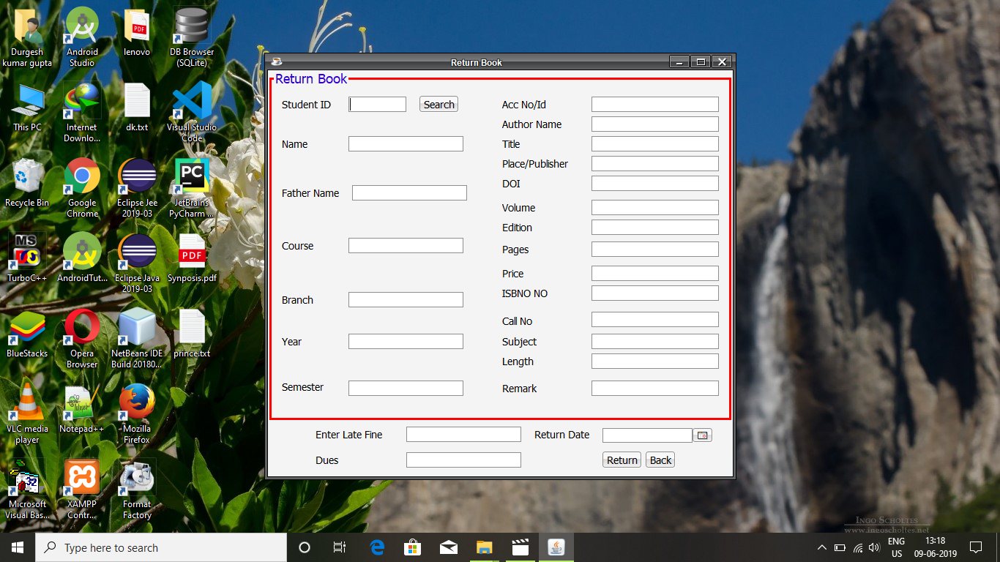 Durgesh
kumar gupta
Android
Studio
lenovo
DB Browser
(SQLite)
This PC
Internet
Downlo...
dk.txt
Visual Studio
Code
Recycle Bin
Google
Chrome
Eclipse Jee
2019-03
PC
JetBrains
PyCharm ...
MS
TurboC++
AndroidTut...
Eclipse Java
2019-03
PDF
Synposis.pdf
BlueStacks
Opera
Browser
NetBeans IDE
Build 20180...
prince.txt
VLC media
player
Notepad++
Mozilla
Firefox
Microsoft
Visual Bas...
XAMPP
Contr...
Format
Factory
Return Book
Return Book
Student ID
Search
Name
Father Name
Course
Branch
Year
Semester
Acc No/Id
Author Name
Title
Place/Publisher
DOI
Volume
Edition
Pages
Price
ISBNO NO
Call No
Subject
Length
Remark
Enter Late Fine
Return Date
Dues
Return
Back
Ingo Scholtes
www.ingoscholtes.net
Type here to search
ENG
US
13:18
09-06-2019